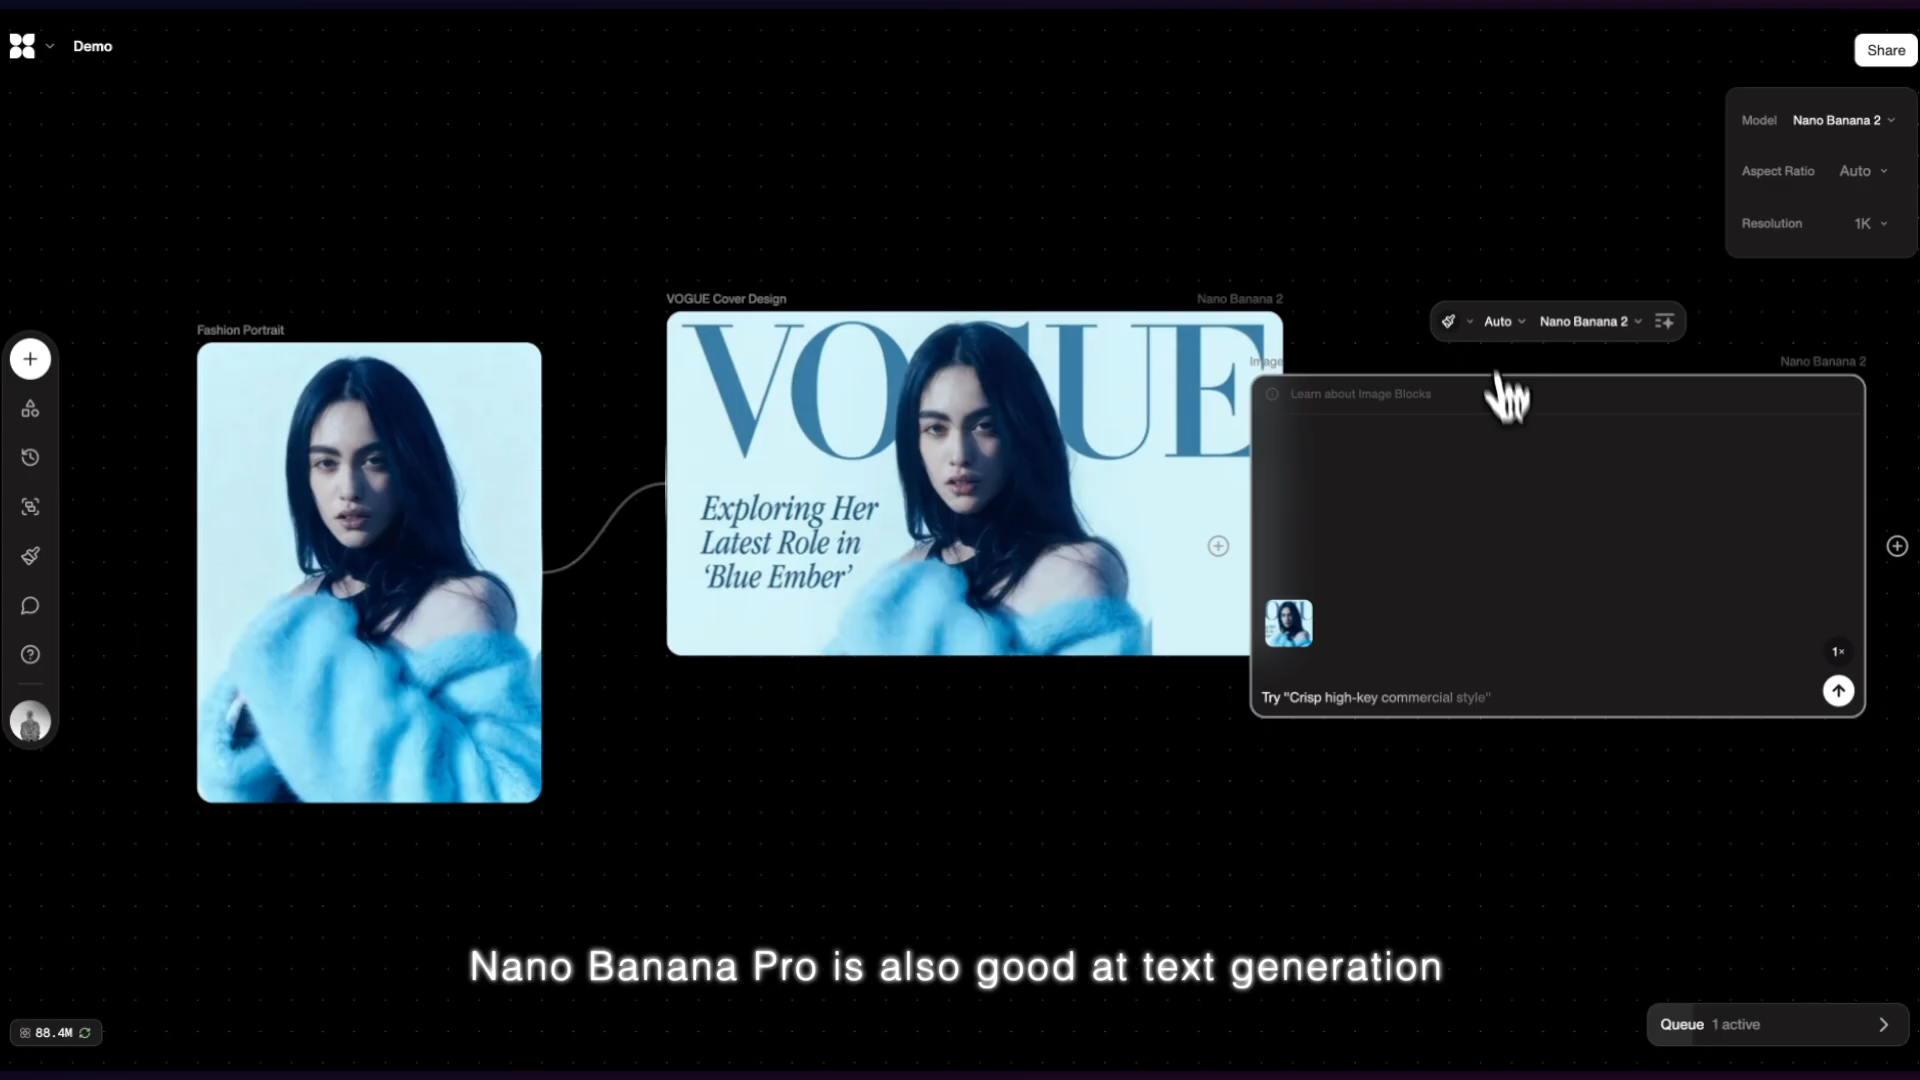 Demo
Share
Model Nano Banana 2
Aspect Ratio Auto
Resolution 1K
VOGUE Cover Design
Nano Banana 2
Auto
Nano Banana 2
Fashion Portrait
VOGUE
Image
Nano Banana 2
Learn about Image Blocks
Exploring Her
Latest Role in
‘Blue Ember’
1×
Try "Crisp high-key commercial style"
Nano Banana Pro is also good at text generation
88.4M
Queue 1 active